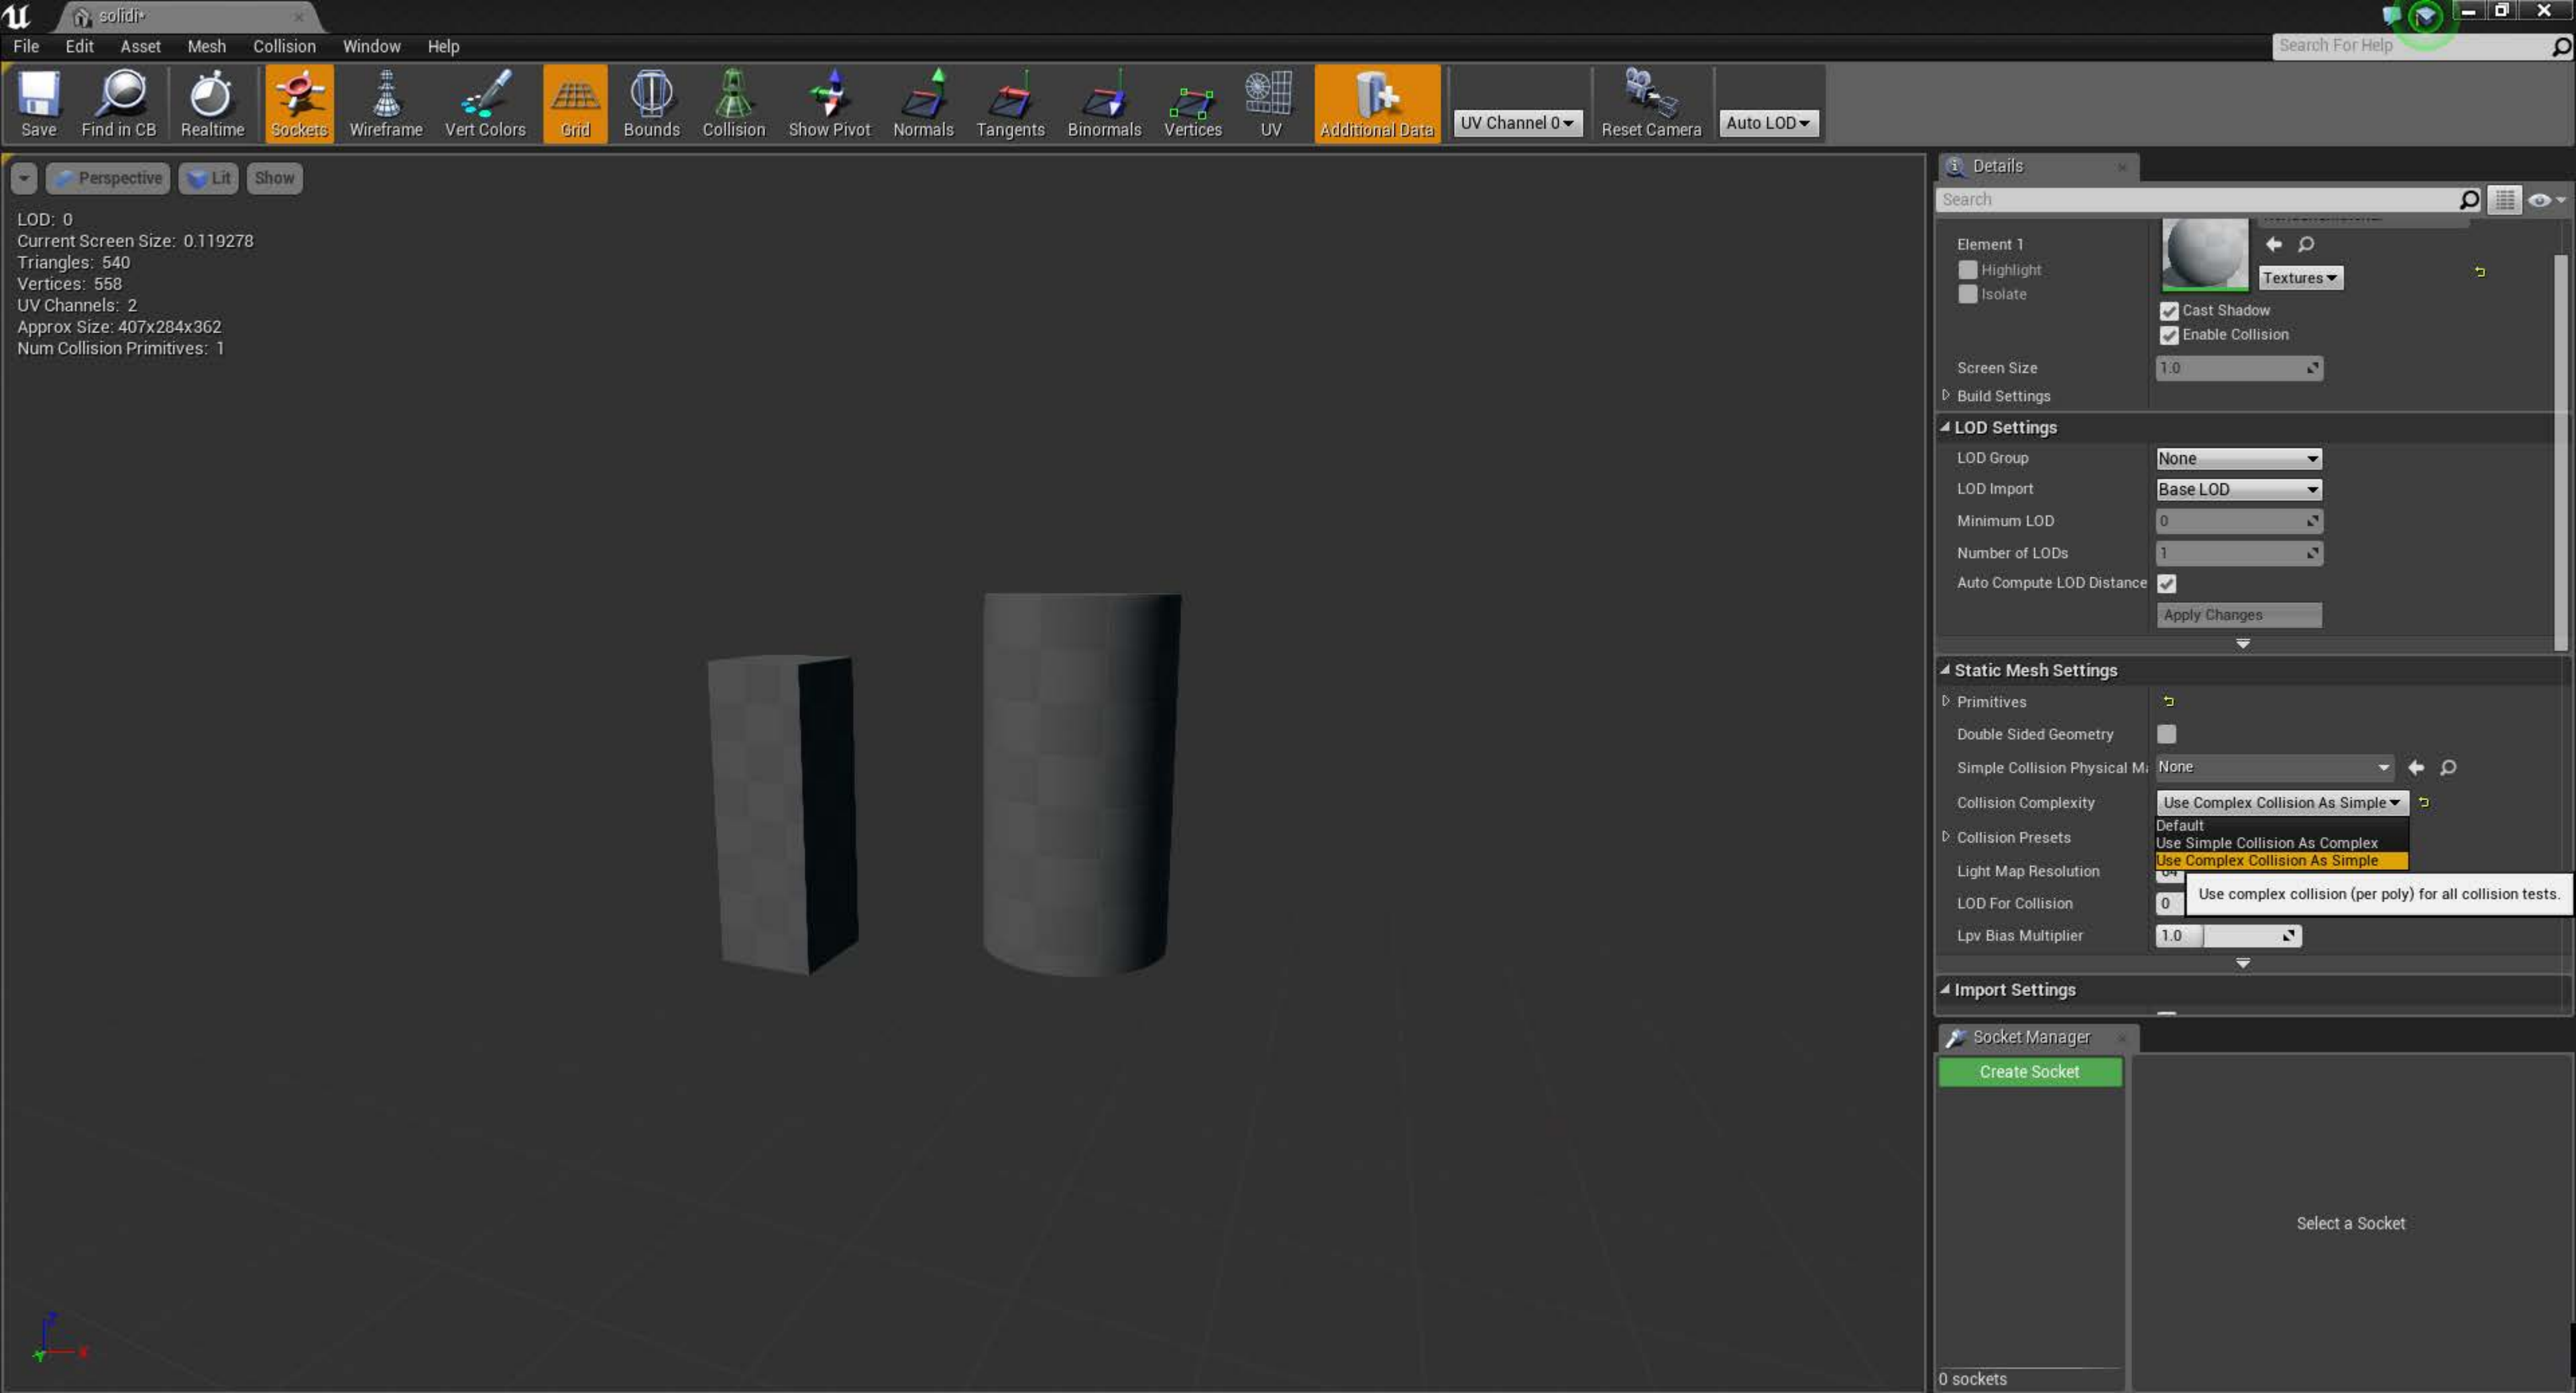 solidi*
File Edit Asset Mesh Collision Window Help
Search For Help
Save Find in CB Realtime Sockets Wireframe Vert Colors Grid Bounds Collision Show Pivot Normals Tangents Binormals Vertices UV Additional Data UV Channel 0 Reset Camera Auto LOD
Perspective Lit Show
LOD: 0
Current Screen Size: 0.119278
Triangles: 540
Vertices: 558
UV Channels: 2
Approx Size: 407x284x362
Num Collision Primitives: 1
Details
Search
Element 1
Highlight
Isolate
Textures
Cast Shadow
Enable Collision
Screen Size 1.0
Build Settings
LOD Settings
LOD Group None
LOD Import Base LOD
Minimum LOD 0
Number of LODs 1
Auto Compute LOD Distance
Apply Changes
Static Mesh Settings
Primitives
Double Sided Geometry
Simple Collision Physical Ma None
Collision Complexity Use Complex Collision As Simple
Default
Collision Presets Use Simple Collision As Complex
Use Complex Collision As Simple
Light Map Resolution 64
Use complex collision (per poly) for all collision tests.
LOD For Collision 0
Lpv Bias Multiplier 1.0
Import Settings
Socket Manager
Create Socket
Select a Socket
0 sockets